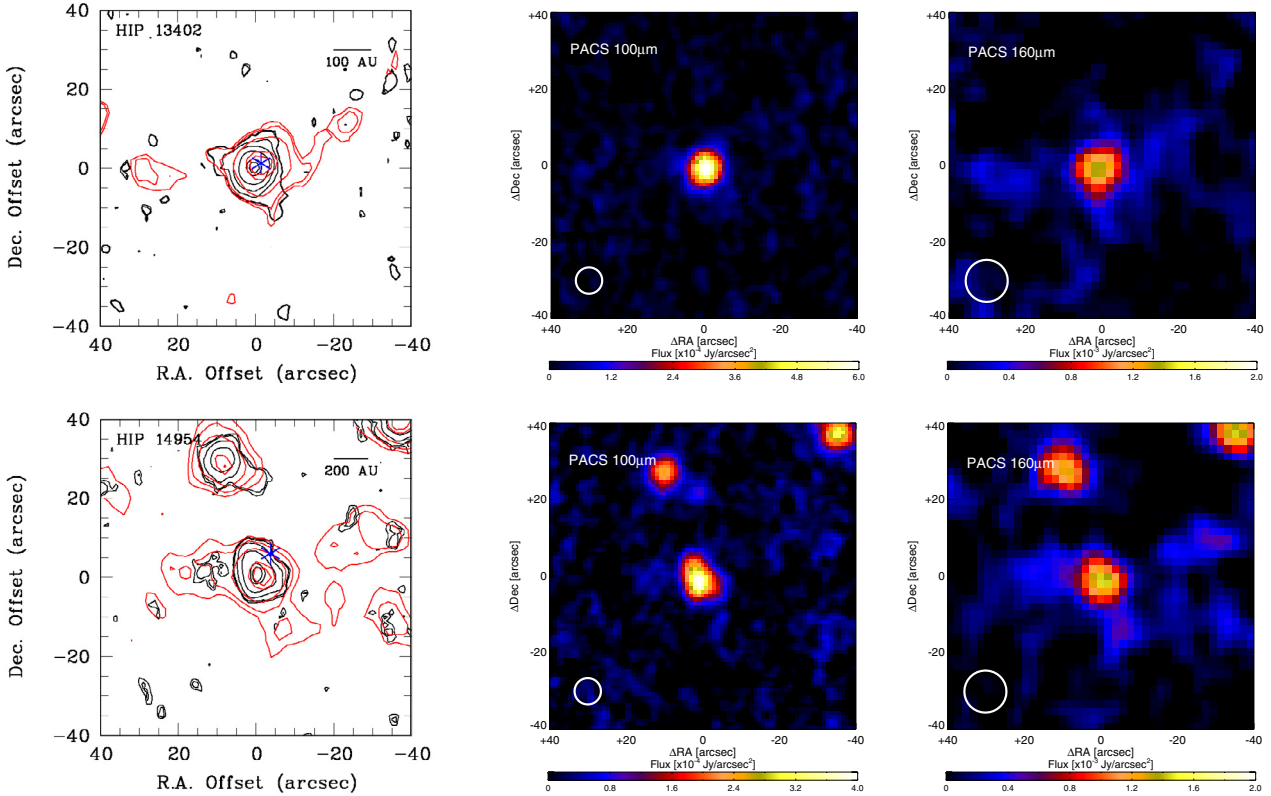 HIP 13402
100 AU
Dec. Offset (arcsec)
40
20
0
−20
−40
40 20 0 −20 −40
R.A. Offset (arcsec)
PACS 100μm
ΔDec [arcsec]
+40
+20
0
-20
-40
+40 +20 0 -20 -40
ΔRA [arcsec]
Flux [x10⁻⁴ Jy/arcsec²]
0 1.2 2.4 3.6 4.8 6.0
PACS 160μm
ΔDec [arcsec]
+40
+20
0
-20
-40
+40 +20 0 -20 -40
ΔRA [arcsec]
Flux [x10⁻³ Jy/arcsec²]
0 0.4 0.8 1.2 1.6 2.0
HIP 14954
200 AU
Dec. Offset (arcsec)
40
20
0
−20
−40
40 20 0 −20 −40
R.A. Offset (arcsec)
PACS 100μm
ΔDec [arcsec]
+40
+20
0
-20
-40
+40 +20 0 -20 -40
ΔRA [arcsec]
Flux [x10⁻⁴ Jy/arcsec²]
0 0.8 1.6 2.4 3.2 4.0
PACS 160μm
ΔDec [arcsec]
+40
+20
0
-20
-40
+40 +20 0 -20 -40
ΔRA [arcsec]
Flux [x10⁻³ Jy/arcsec²]
0 0.4 0.8 1.2 1.6 2.0